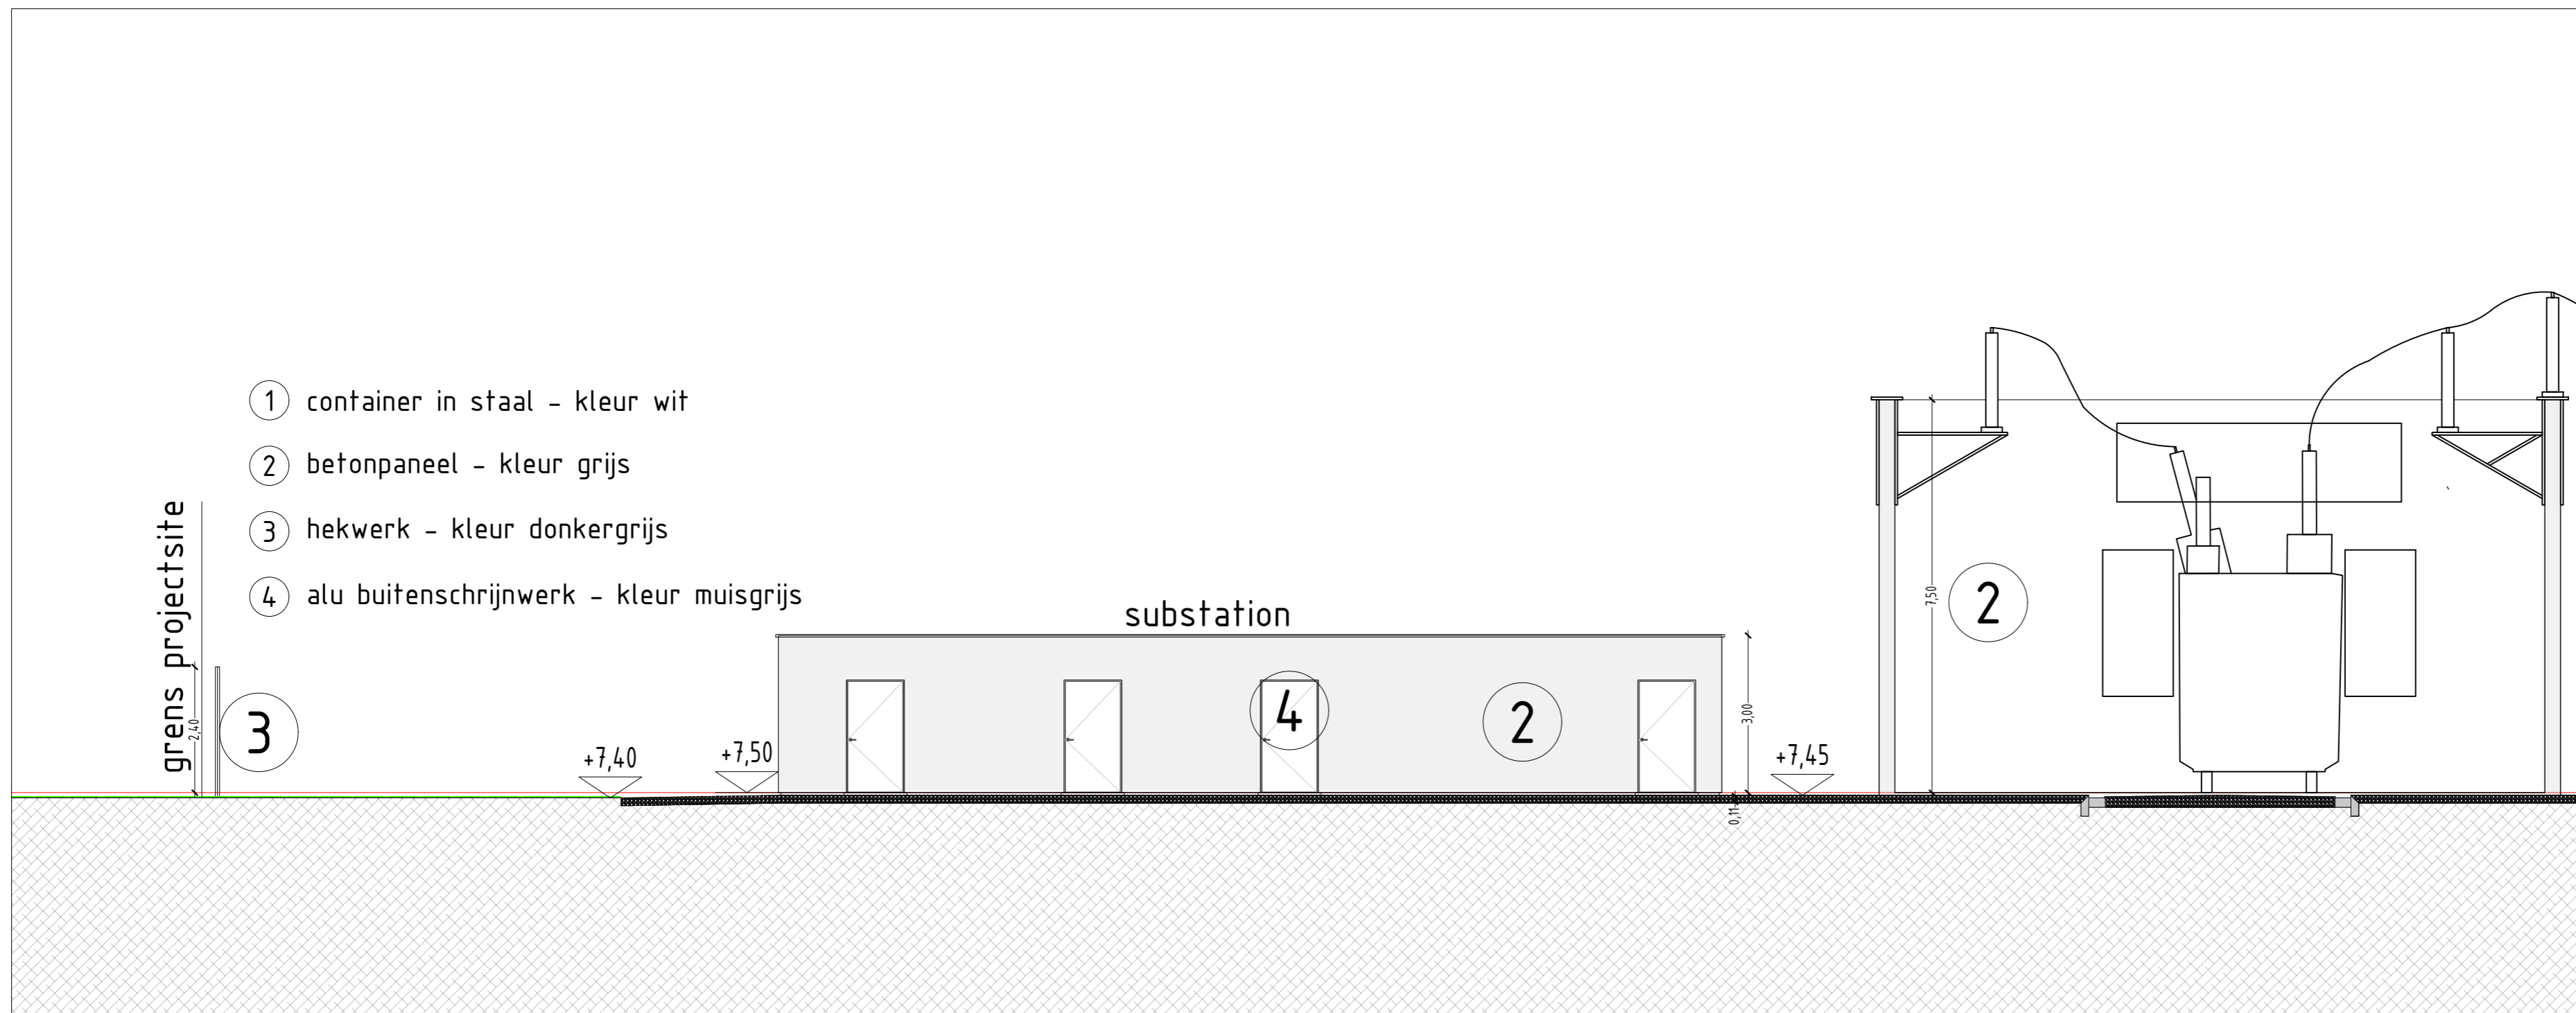 1 container in staal - kleur wit
2 betonpaneel - kleur grijs
3 hekwerk - kleur donkergrijs
4 alu buitenschrijnwerk - kleur muisgrijs
grens projectsite
2,40
3
+7,40
+7,50
substation
4
2
3,00
0,11
+7,45
7,50
2